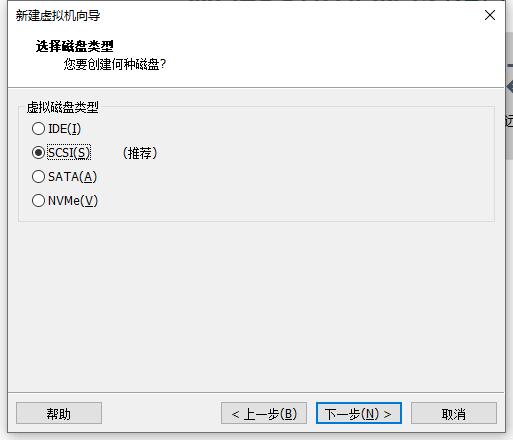 新建虚拟机向导
选择磁盘类型
您要创建何种磁盘?
虚拟磁盘类型
IDE(I)
SCSI(S) (推荐)
SATA(A)
NVMe(V)
帮助 < 上一步(B) 下一步(N) > 取消